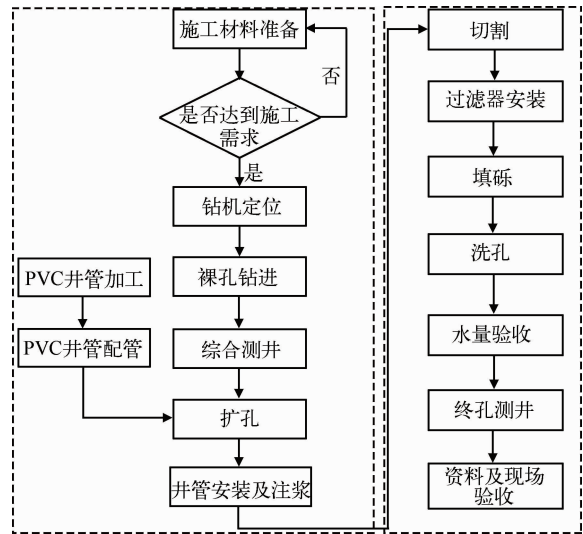 施工材料准备
否
是否达到施工
需求
是
钻机定位
裸孔钻进
PVC井管加工
综合测井
PVC井管配管
扩孔
井管安装及注浆
切割
过滤器安装
填砾
洗孔
水量验收
终孔测井
资料及现场
验收